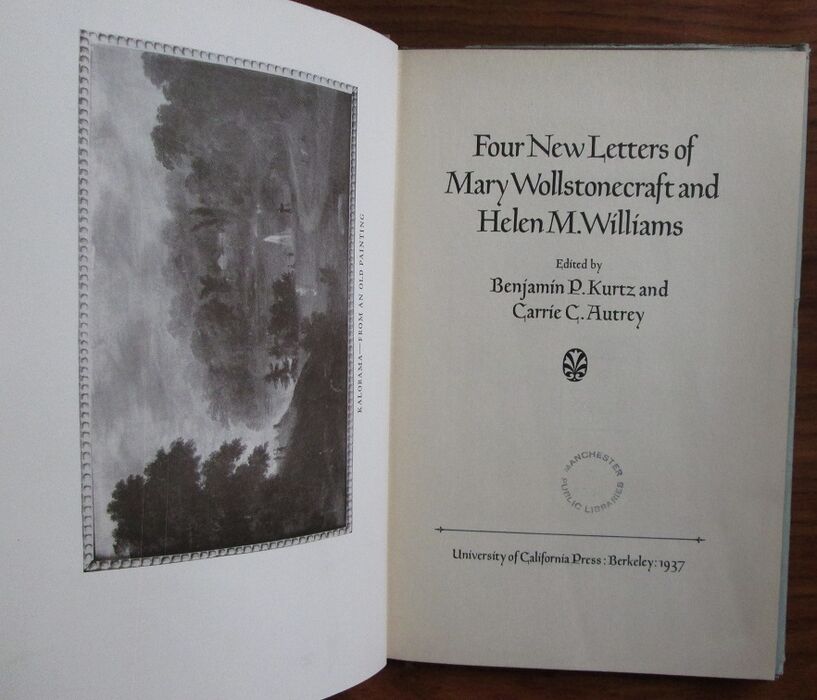 KALORAMA—FROM AN OLD PAINTING
Four New Letters of
Mary Wollstonecraft and
Helen M. Williams
Edited by
Benjamin P. Kurtz and
Carrie C. Autrey
MANCHESTER
PUBLIC LIBRARIES
University of California Press : Berkeley : 1937